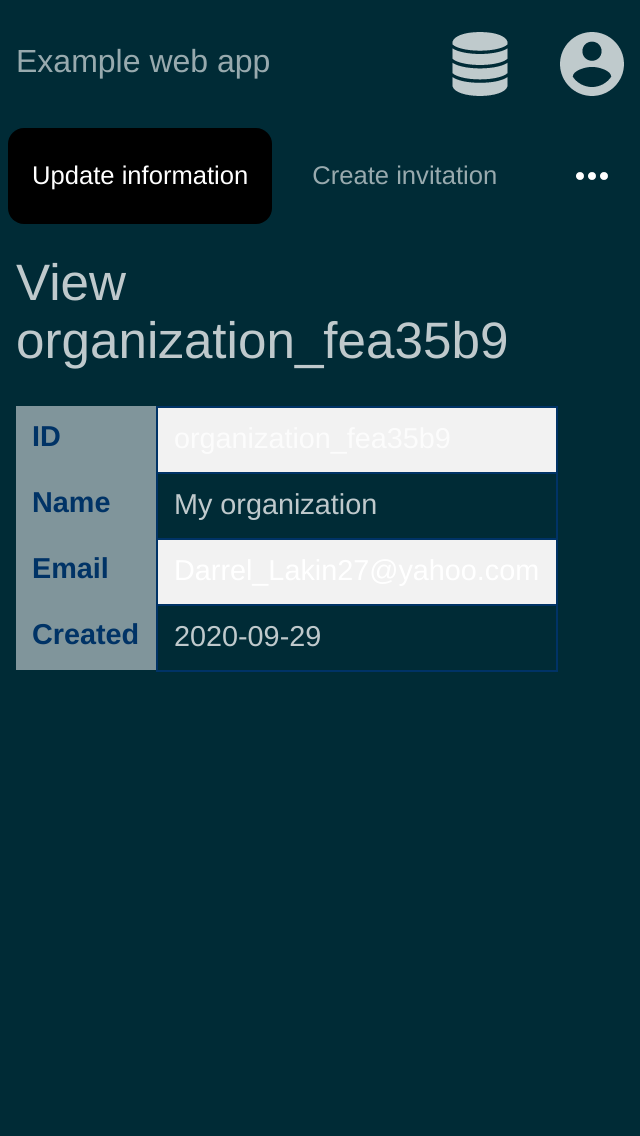 Example web app
Update information Create invitation
View
organization_fea35b9
ID organization_fea35b9
Name My organization
Email Darrel_Lakin27@yahoo.com
Created 2020-09-29